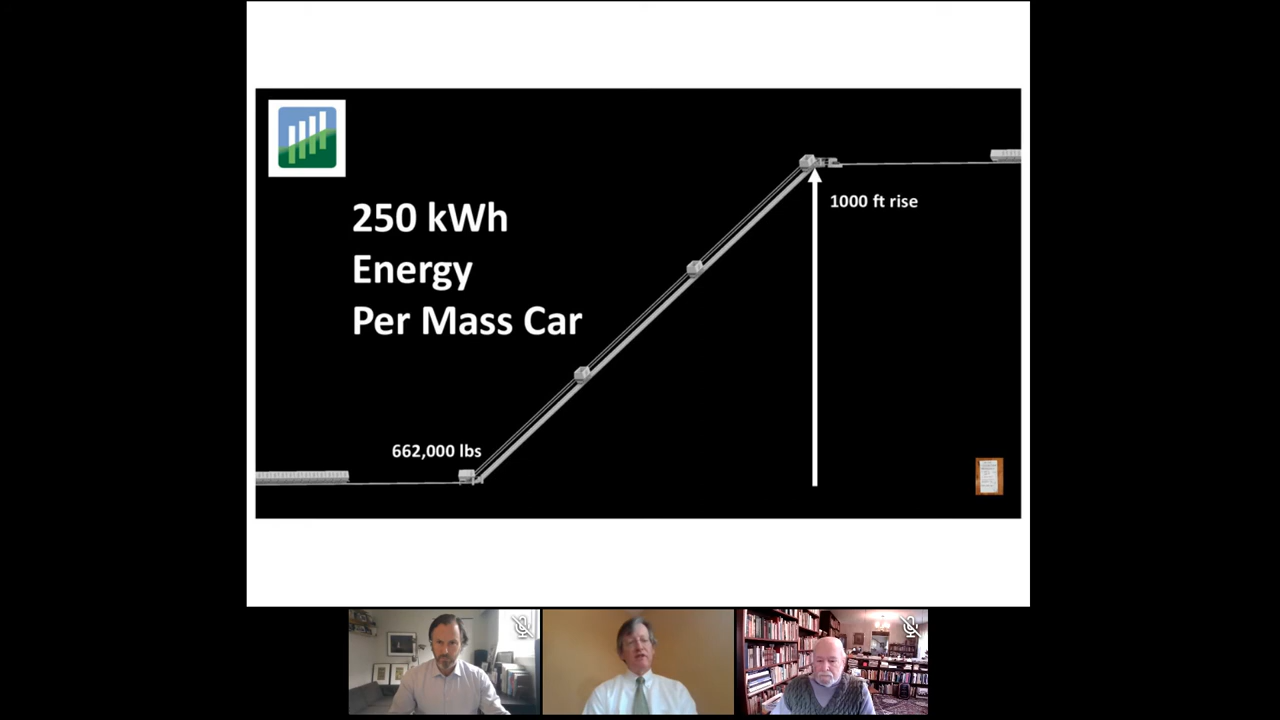 250 kWh
Energy
Per Mass Car
1000 ft rise
662,000 lbs